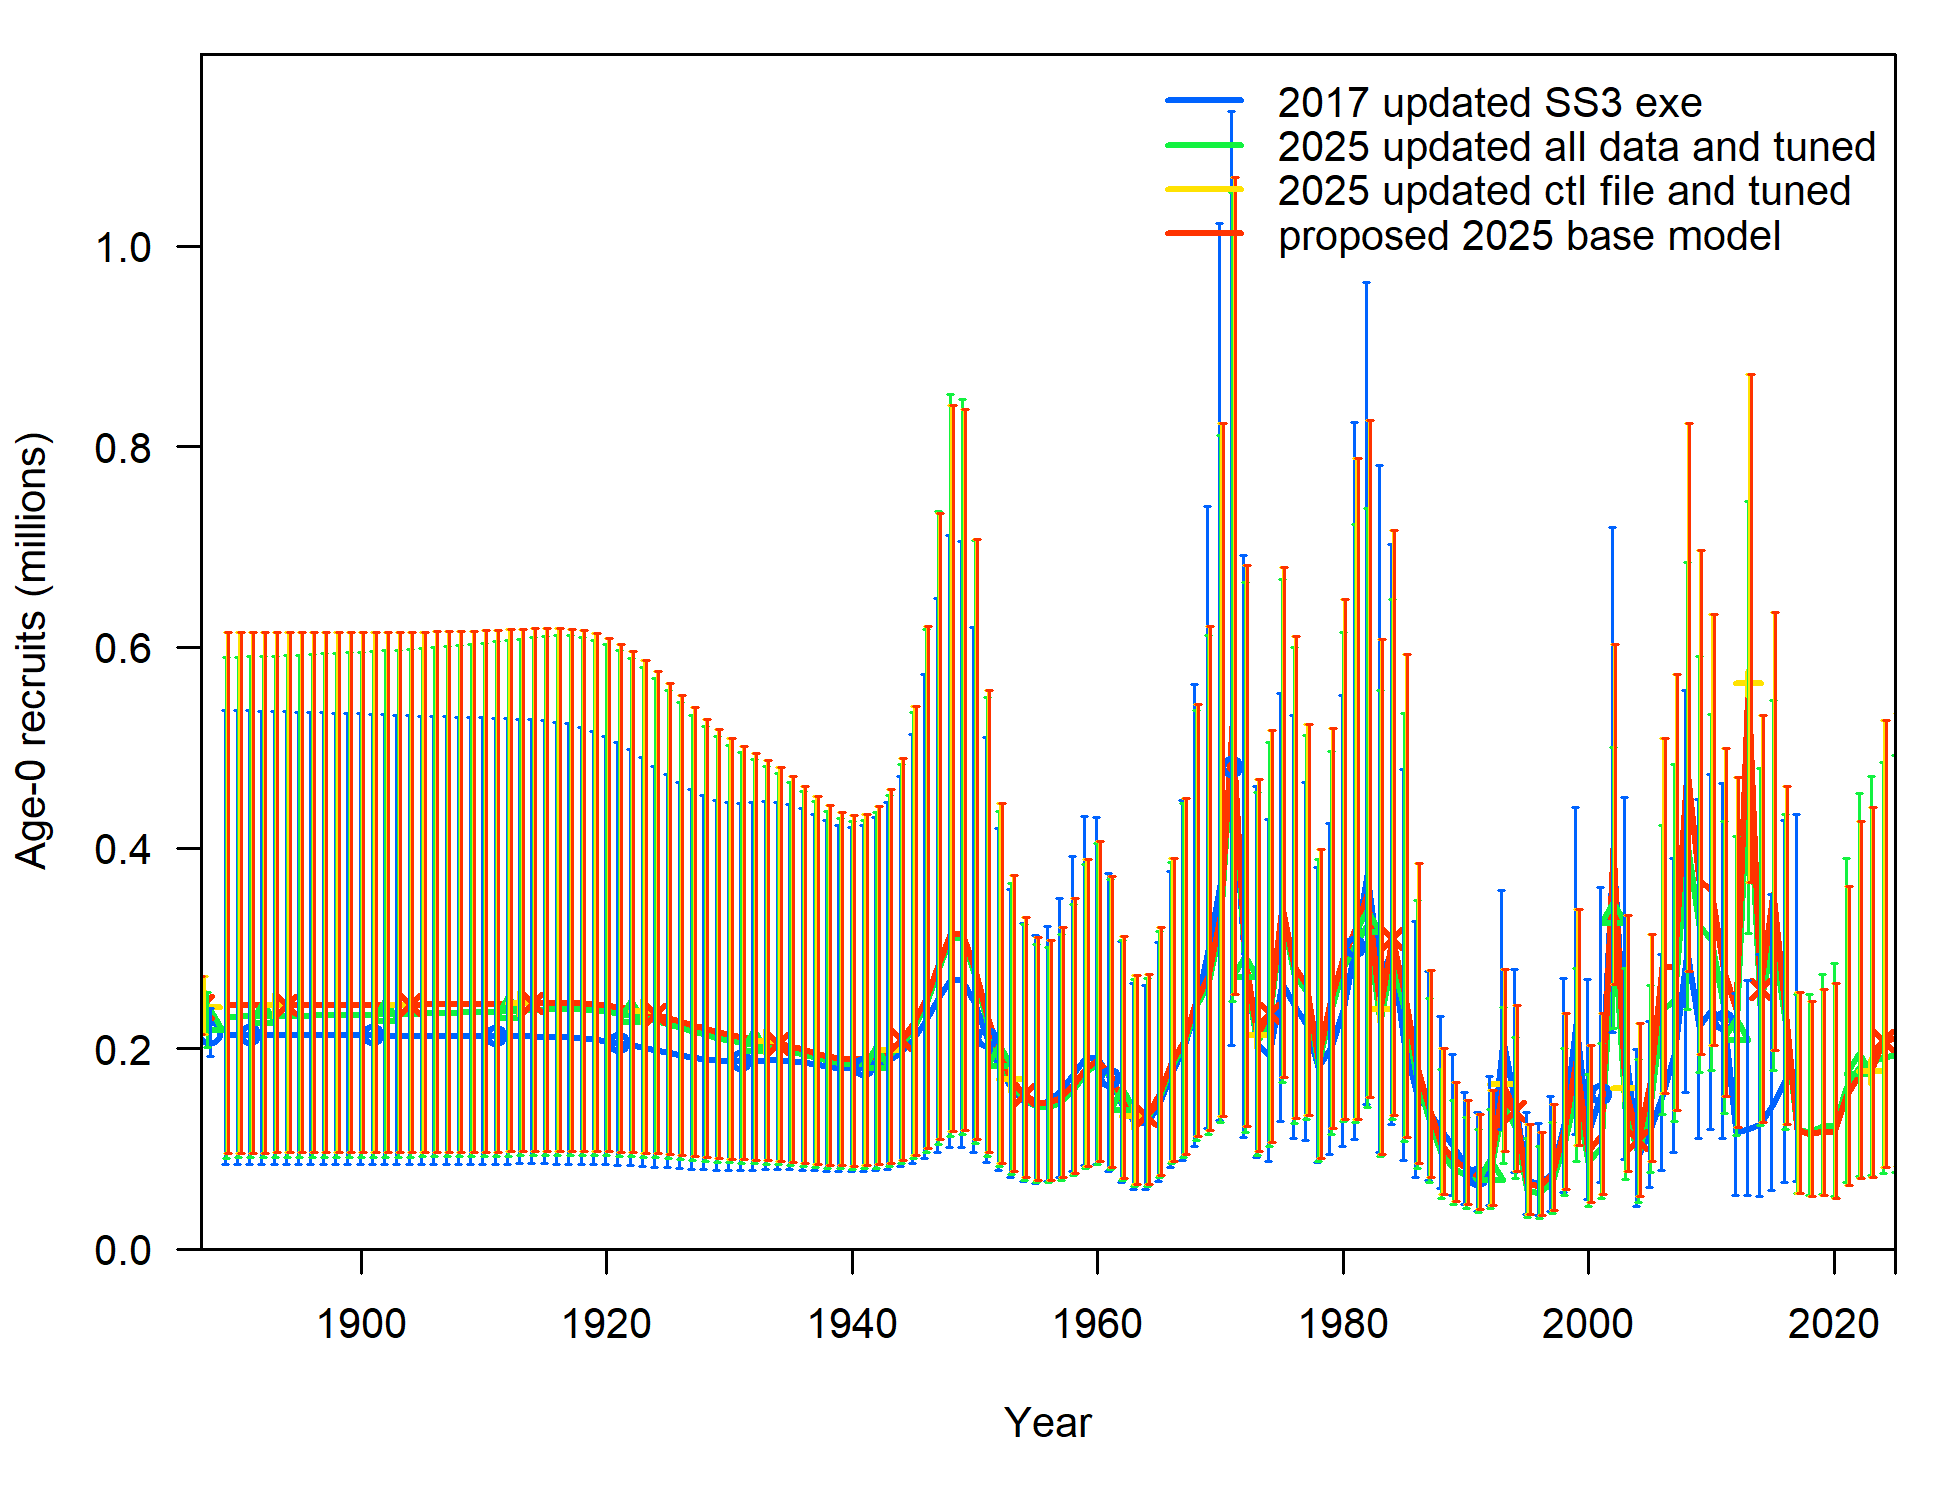 2017 updated SS3 exe
2025 updated all data and tuned
2025 updated ctl file and tuned
proposed 2025 base model
Age-0 recruits (millions)
1.0
0.8
0.6
0.4
0.2
0.0
1900 1920 1940 1960 1980 2000 2020
Year